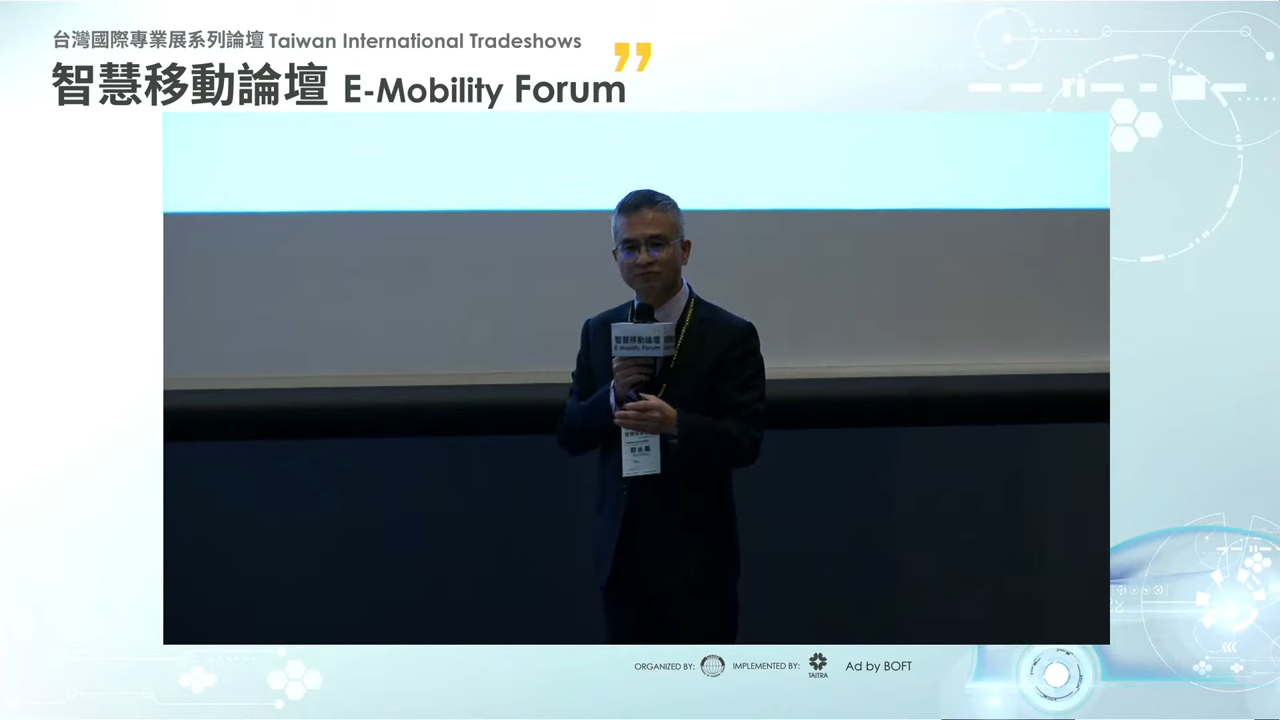 台灣國際專業展系列論壇 Taiwan International Tradeshows
智慧移動論壇 E-Mobility Forum
智慧移動論壇
E-Mobility Forum
ORGANIZED BY:
IMPLEMENTED BY:
TAITRA
Ad by BOFT